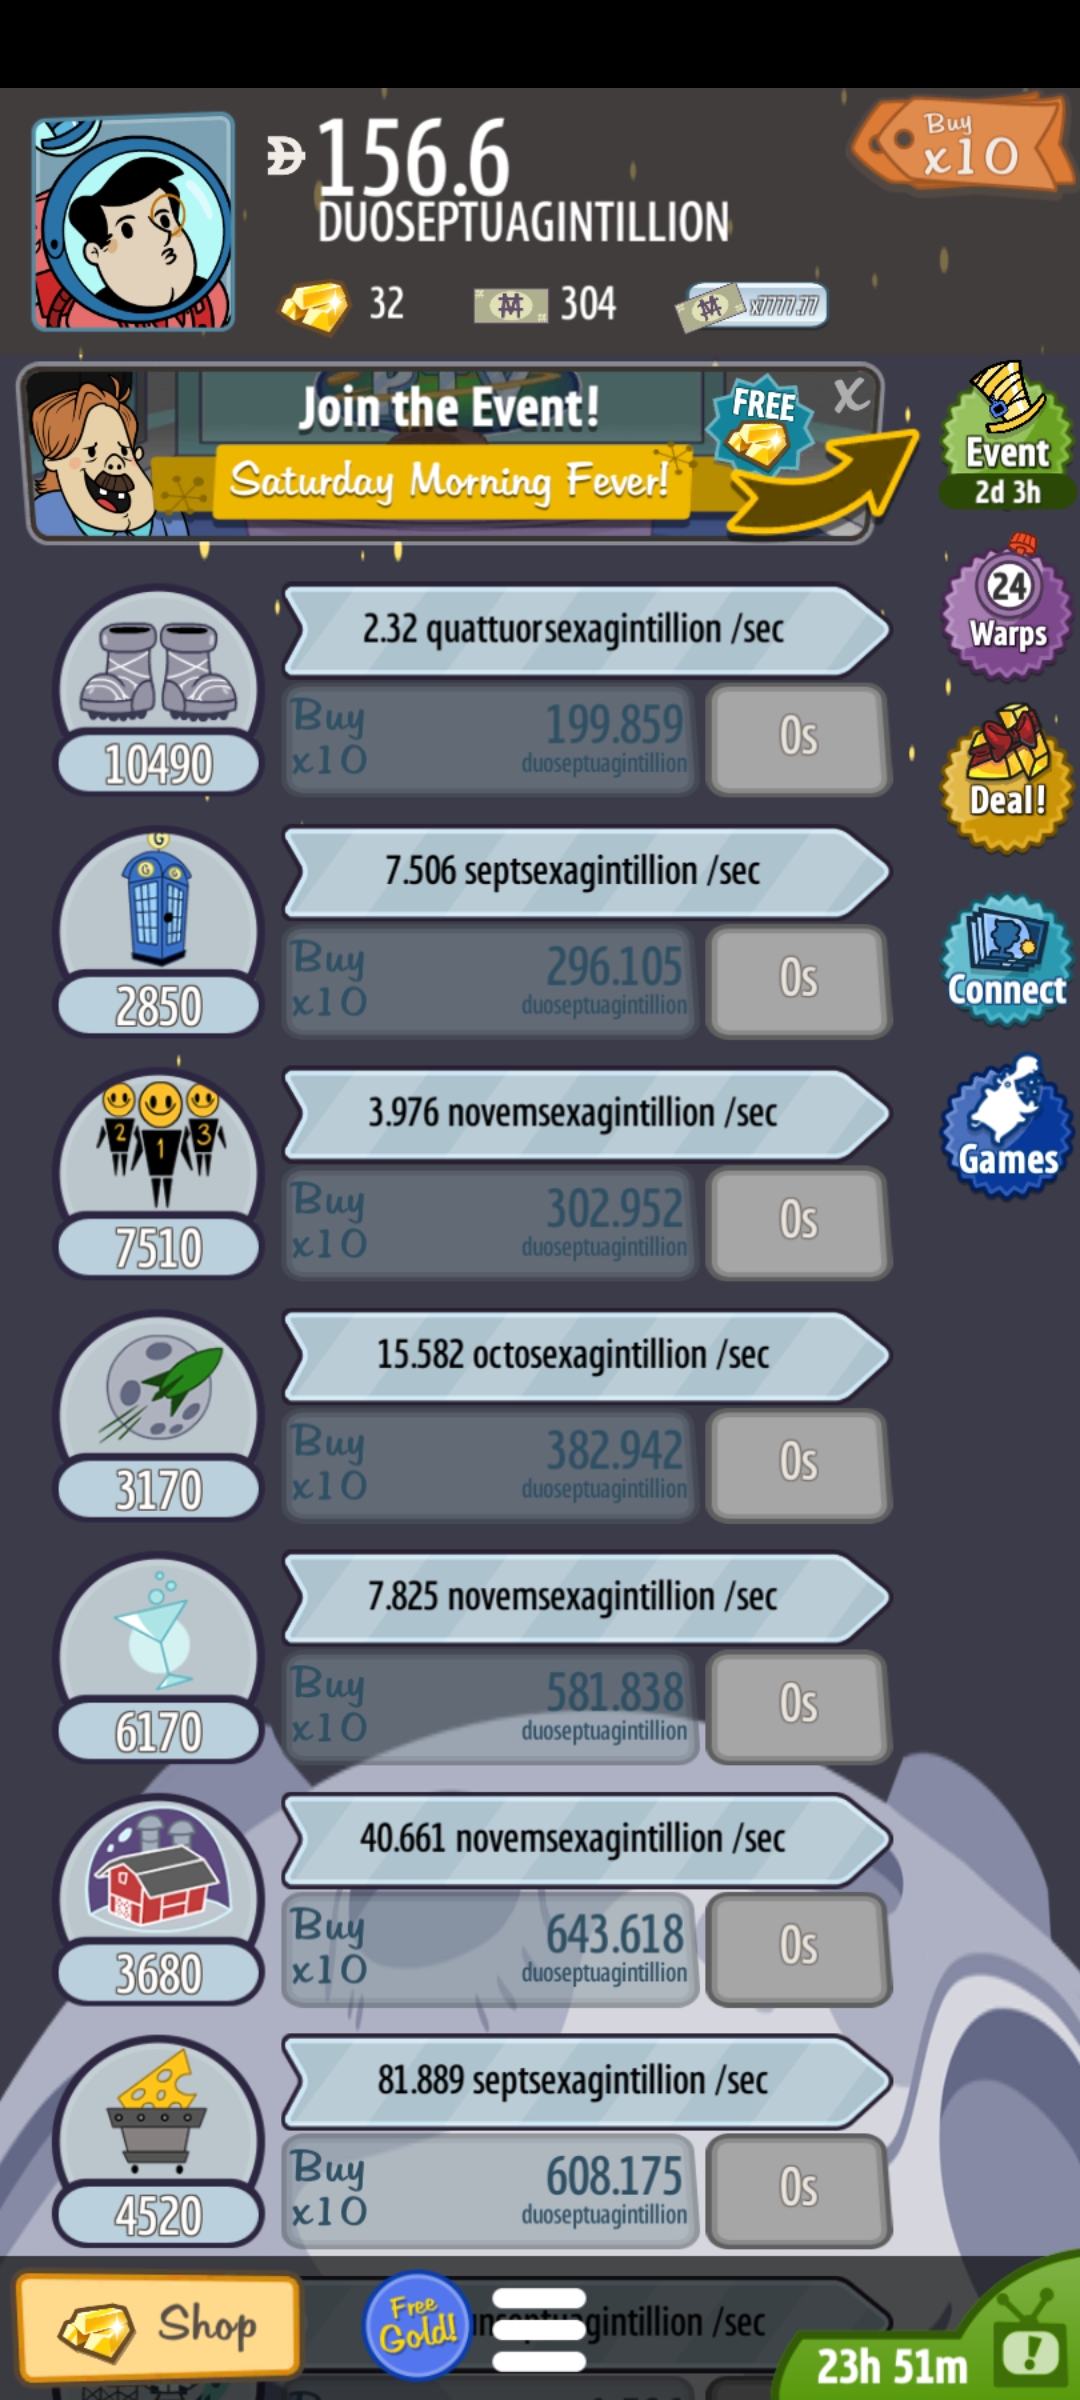 Buy
x10
156.6
DUOSEPTUAGINTILLION
32
304
x7777.77
Join the Event!
FREE
X
Saturday Morning Fever!
Event
2d 3h
2.32 quattuorsexagintillion /sec
Buy
x10
199.859
duoseptuagintillion
0s
10490
24
Warps
7.506 septsexagintillion /sec
Buy
x10
296.105
duoseptuagintillion
0s
G
G G
2850
Deal!
Connect
3.976 novemsexagintillion /sec
Buy
x10
302.952
duoseptuagintillion
0s
2 1 3
7510
Games
15.582 octosexagintillion /sec
Buy
x10
382.942
duoseptuagintillion
0s
3170
7.825 novemsexagintillion /sec
Buy
x10
581.838
duoseptuagintillion
0s
6170
40.661 novemsexagintillion /sec
Buy
x10
643.618
duoseptuagintillion
0s
3680
81.889 septsexagintillion /sec
Buy
x10
608.175
duoseptuagintillion
0s
4520
Shop
Free
Gold!
/sec
23h 51m
!